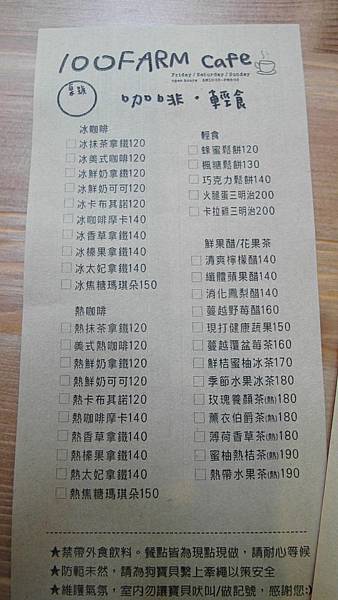 100FARM Cafe
Friday/Saturday/Sunday
open hours
桌號
咖啡·輕食
冰咖啡
冰抹茶拿鐵120
冰美式咖啡120
冰鮮奶拿鐵120
冰鮮奶可可120
冰卡布其諾120
冰咖啡摩卡140
冰香草拿鐵140
冰榛果拿鐵140
冰太妃拿鐵140
冰焦糖瑪琪朵150
熱咖啡
熱抹茶拿鐵120
美式熱咖啡120
熱鮮奶拿鐵120
熱鮮奶可可120
熱卡布其諾120
熱咖啡摩卡140
熱香草拿鐵140
熱榛果拿鐵140
熱太妃拿鐵140
熱焦糖瑪琪朵150
輕食
蜂蜜鬆餅120
楓糖鬆餅130
巧克力鬆餅140
火腿蛋三明治200
卡拉雞三明治200
鮮果醋/花果茶
清爽檸檬醋140
纖體蘋果醋140
消化鳳梨醋140
蔓越野莓醋160
現打健康蔬果150
蔓越覆盆莓茶160
鮮桔蜜柚冰茶170
季節水果冰茶180
玫瑰養顏茶(熱)180
薰衣伯爵茶(熱)180
薄荷香草茶(熱)180
蜜柚熱桔茶(熱)190
熱帶水果茶(熱)190
★禁帶外食飲料。餐點皆為現點現做，請耐心等候
★防範未然，請為狗寶貝繫上牽繩以策安全
★維護氣氛，室內勿讓寶貝吠叫/做記號，感謝您:)